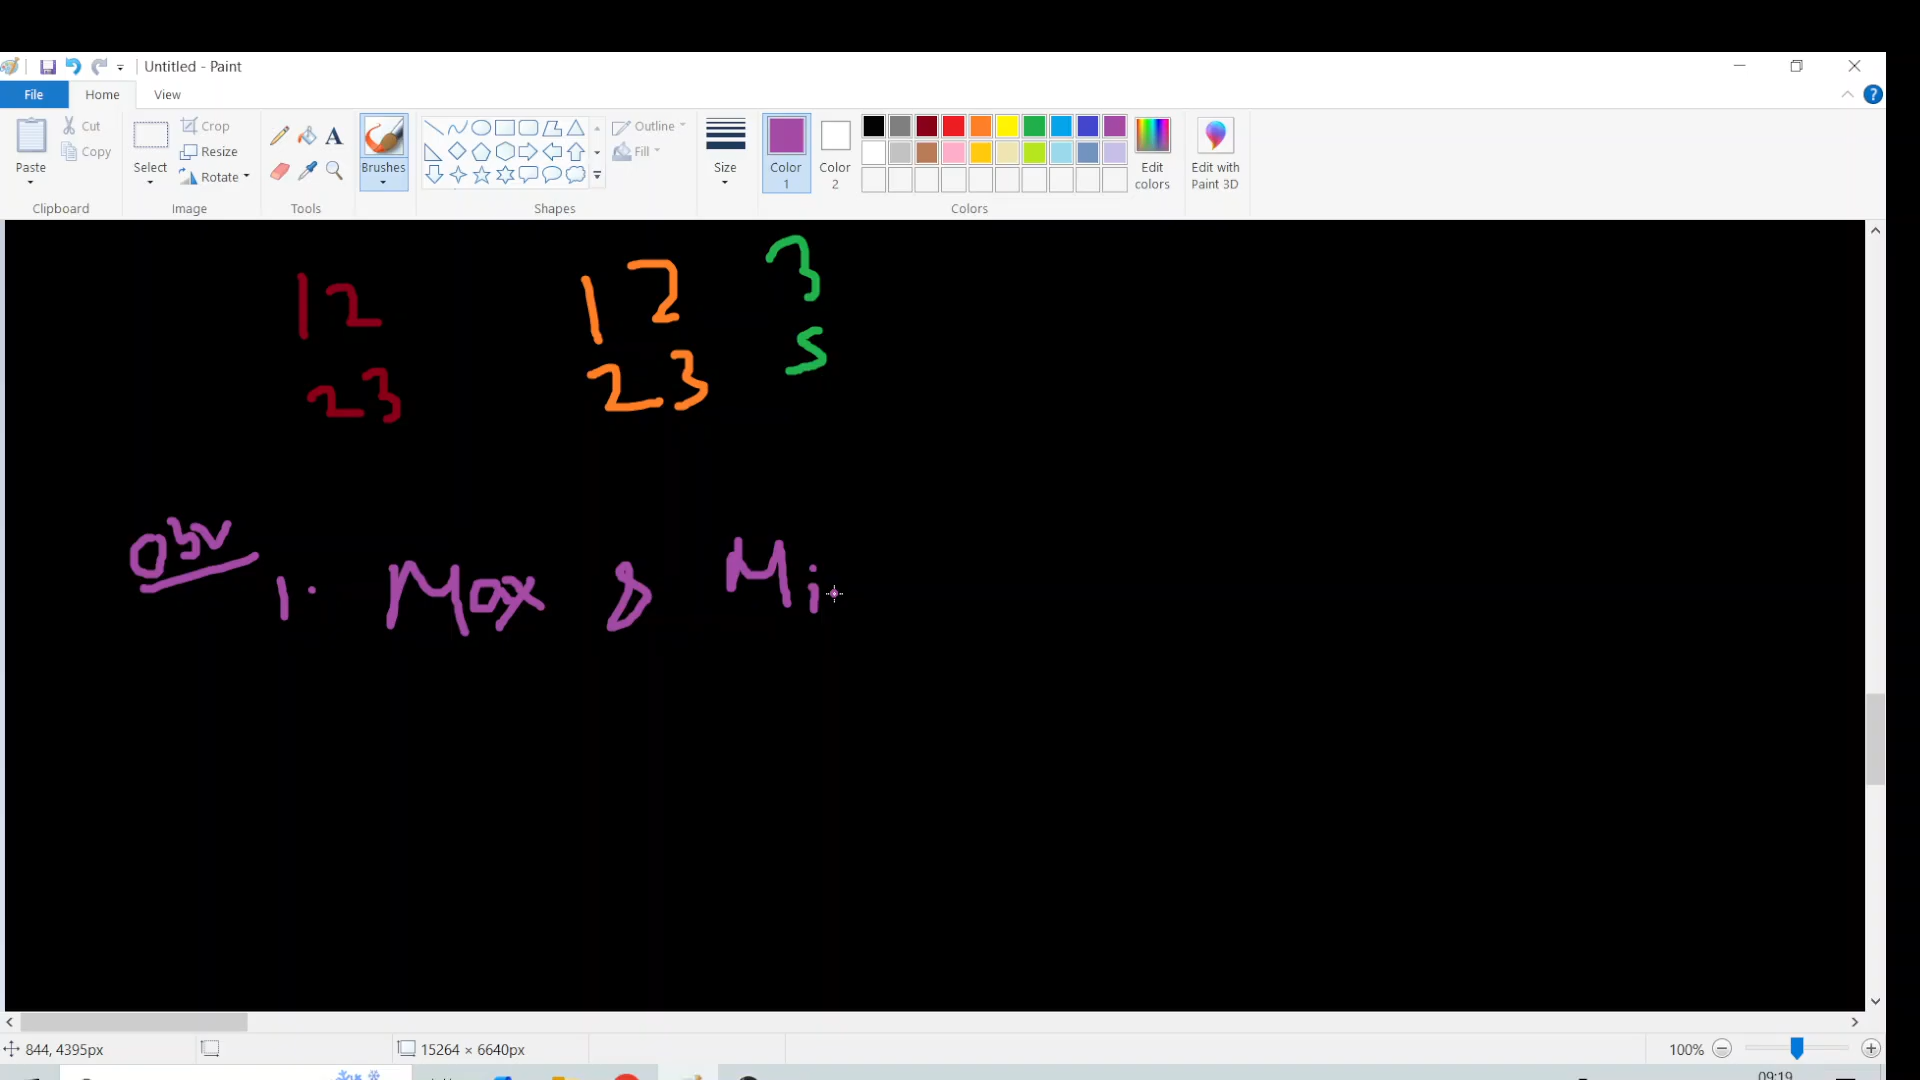 Untitled - Paint
File Home View
Paste Cut Copy Select Crop Resize Rotate Brushes Outline Fill Size Color 1 Color 2 Edit colors Edit with Paint 3D
Clipboard Image Tools Shapes Colors
12 12 3
23 23 5
Obv
1. Max & Mi
844, 4395px 15264 × 6640px 100%
09:19